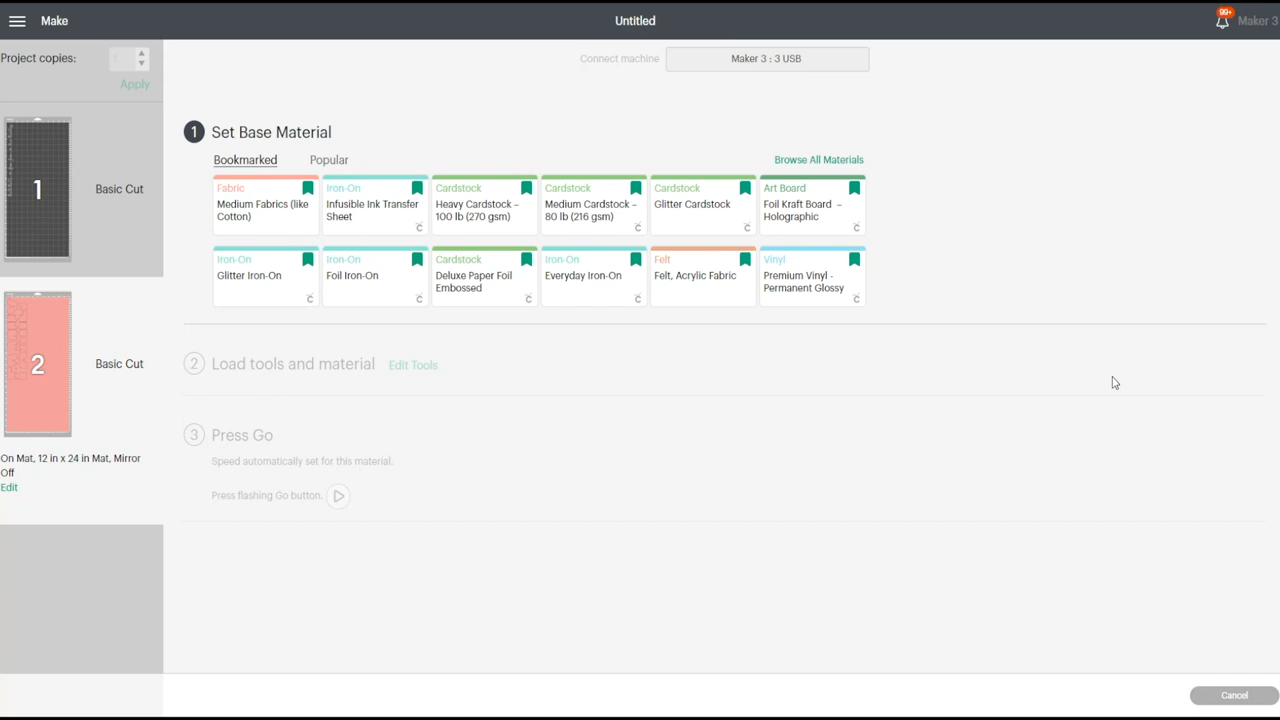 Make
Untitled
99+
Maker 3
Project copies:
Apply
Connect machine
Maker 3 : 3 USB
1
Basic Cut
2
Basic Cut
On Mat, 12 in x 24 in Mat, Mirror
Off
Edit
1 Set Base Material
Bookmarked Popular Browse All Materials
Fabric
Medium Fabrics (like
Cotton)
Iron-On
Infusible Ink Transfer
Sheet
Cardstock
Heavy Cardstock –
100 lb (270 gsm)
Cardstock
Medium Cardstock –
80 lb (216 gsm)
Cardstock
Glitter Cardstock
Art Board
Foil Kraft Board –
Holographic
Iron-On
Glitter Iron-On
Iron-On
Foil Iron-On
Cardstock
Deluxe Paper Foil
Embossed
Iron-On
Everyday Iron-On
Felt
Felt, Acrylic Fabric
Vinyl
Premium Vinyl -
Permanent Glossy
2 Load tools and material Edit Tools
3 Press Go
Speed automatically set for this material.
Press flashing Go button.
Cancel